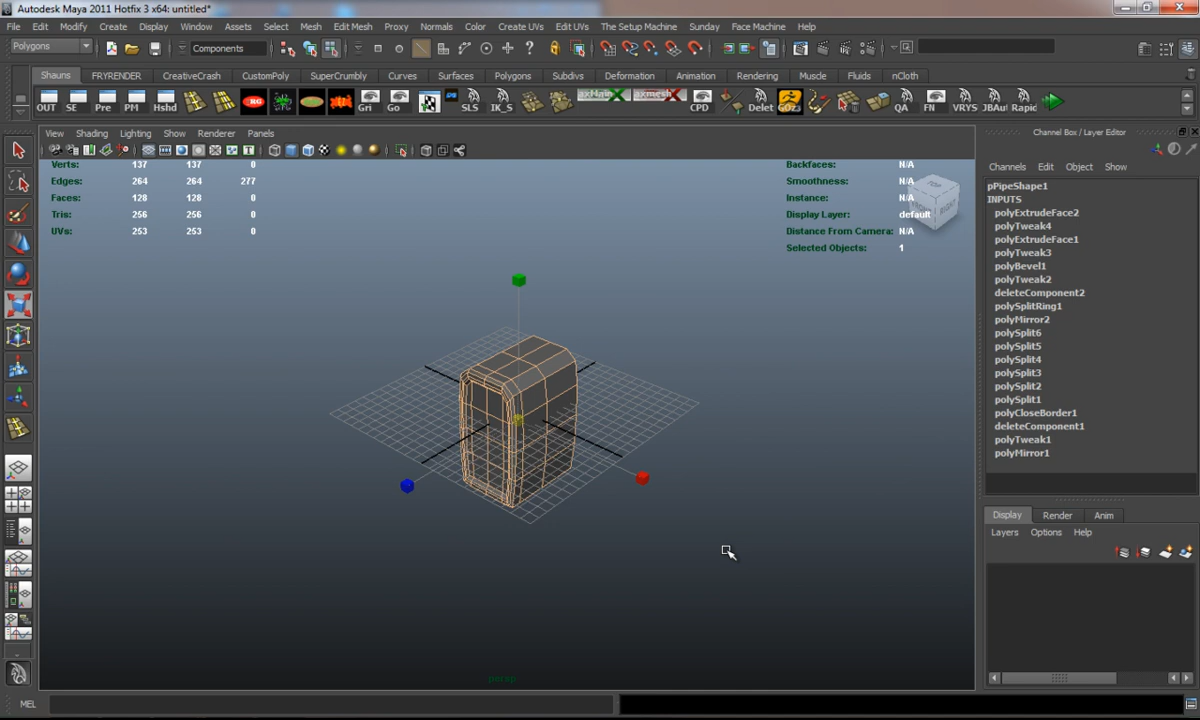 Autodesk Maya 2011 Hotfix 3 x64: untitled*
File Edit Modify Create Display Window Assets Select Mesh Edit Mesh Proxy Normals Color Create UVs Edit UVs The Setup Machine Sunday Face Machine Help
Polygons Components
Shauns FRYRENDER CreativeCrash CustomPoly SuperCrumbly Curves Surfaces Polygons Subdivs Deformation Animation Rendering Muscle Fluids nCloth
OUT SE Pre PM Hshd Gri Go SLS IK_S CPD Delet GOz3 QA FN VRYS JBAu Rapic
View Shading Lighting Show Renderer Panels
Channel Box / Layer Editor
Channels Edit Object Show
Verts: 137 137 0
Edges: 264 264 277
Faces: 128 128 0
Tris: 256 256 0
UVs: 253 253 0
Backfaces: N/A
Smoothness: N/A
Instance: N/A
Display Layer: default
Distance From Camera: N/A
Selected Objects: 1
TOP
RIGHT
pPipeShape1
INPUTS
polyExtrudeFace2
polyTweak4
polyExtrudeFace1
polyTweak3
polyBevel1
polyTweak2
deleteComponent2
polySplitRing1
polyMirror2
polySplit6
polySplit5
polySplit4
polySplit3
polySplit2
polySplit1
polyCloseBorder1
deleteComponent1
polyTweak1
polyMirror1
Display Render Anim
Layers Options Help
persp
MEL